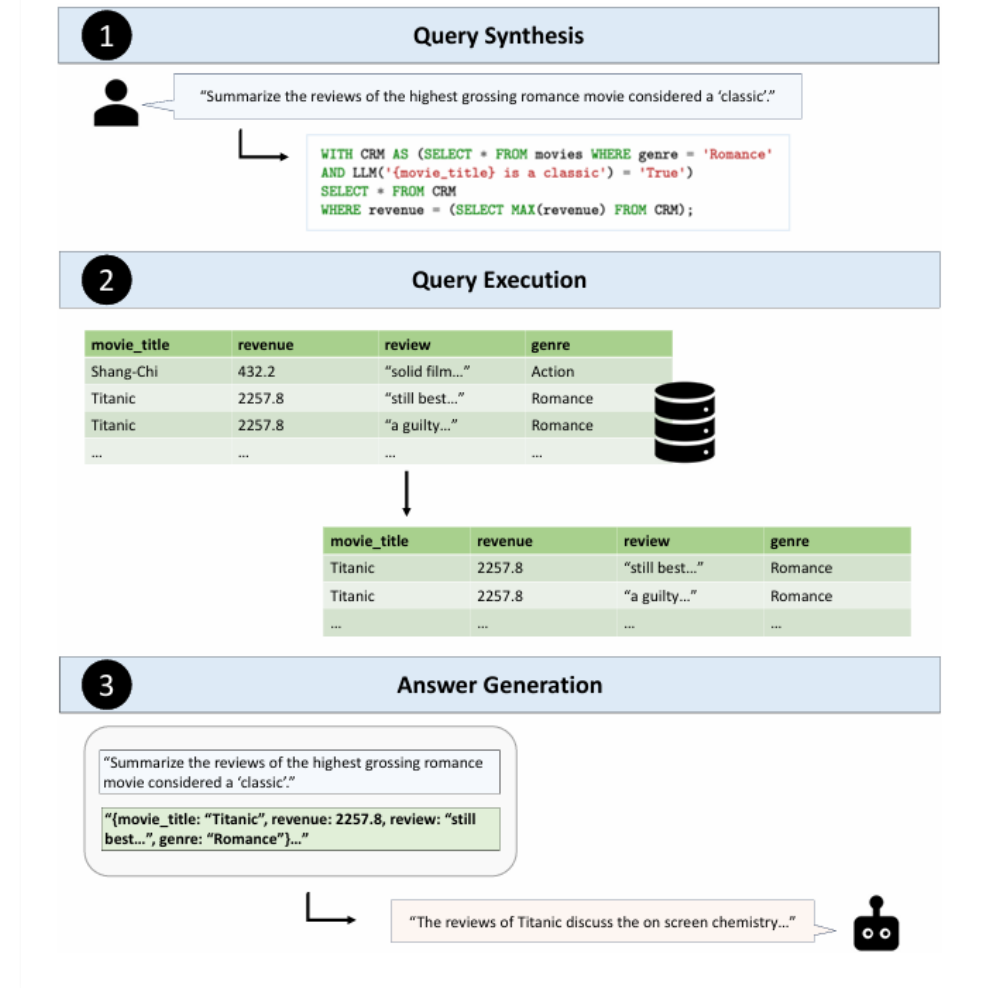 1
Query Synthesis
“Summarize the reviews of the highest grossing romance movie considered a ‘classic’.”
WITH CRM AS (SELECT * FROM movies WHERE genre = 'Romance'
AND LLM('{movie_title} is a classic') = 'True')
SELECT * FROM CRM
WHERE revenue = (SELECT MAX(revenue) FROM CRM);
2
Query Execution
movie_title revenue review genre
Shang-Chi 432.2 “solid film…” Action
Titanic 2257.8 “still best…” Romance
Titanic 2257.8 “a guilty…” Romance
… … … …
movie_title revenue review genre
Titanic 2257.8 “still best…” Romance
Titanic 2257.8 “a guilty…” Romance
… … … …
3
Answer Generation
“Summarize the reviews of the highest grossing romance
movie considered a ‘classic’.”
“{movie_title: “Titanic”, revenue: 2257.8, review: “still
best…”, genre: “Romance”}…”
“The reviews of Titanic discuss the on screen chemistry…”